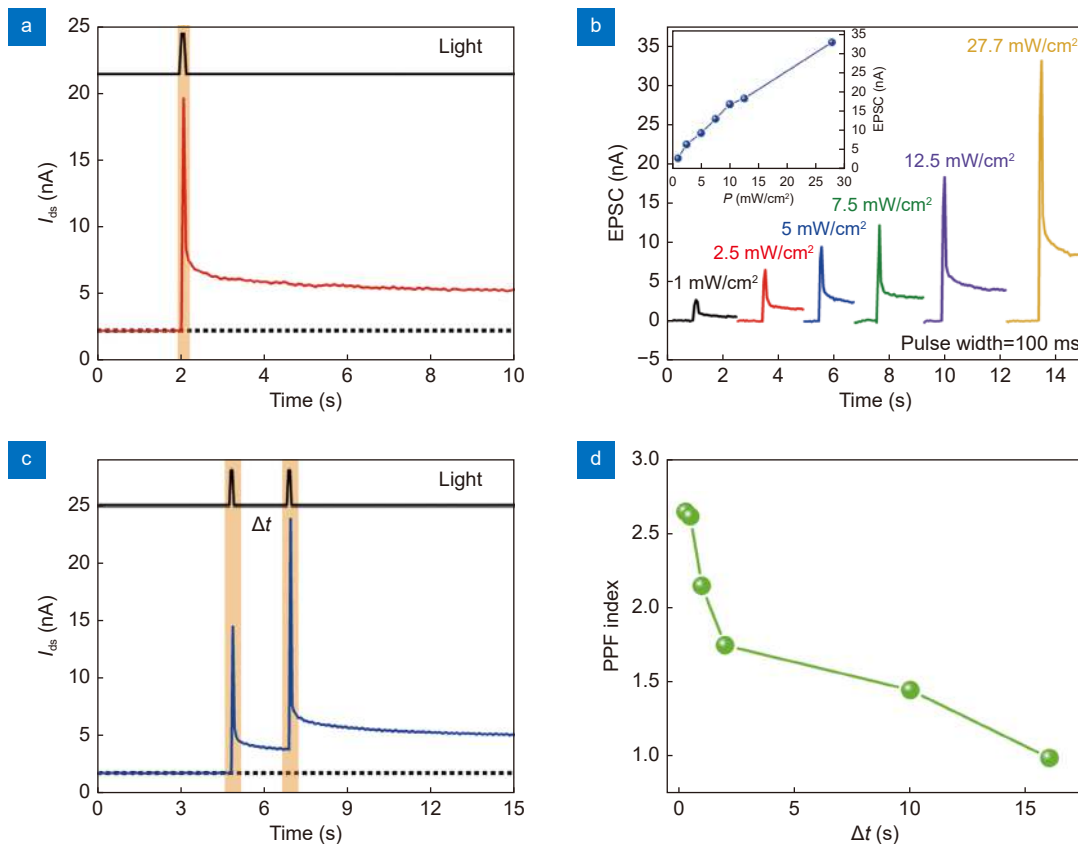 a
25
20
15
10
5
0
I_ds (nA)
Light
0 2 4 6 8 10
Time (s)
b
35
30
25
20
15
10
5
0
−5
EPSC (nA)
35
30
25
20
15
10
5
0
EPSC (nA)
0 5 10 15 20 25 30
P (mW/cm²)
27.7 mW/cm²
12.5 mW/cm²
7.5 mW/cm²
5 mW/cm²
2.5 mW/cm²
1 mW/cm²
Pulse width=100 ms
0 2 4 6 8 10 12 14
Time (s)
c
25
20
15
10
5
0
I_ds (nA)
Light
Δt
0 3 6 9 12 15
Time (s)
d
3.0
2.5
2.0
1.5
1.0
PPF index
0 5 10 15
Δt (s)